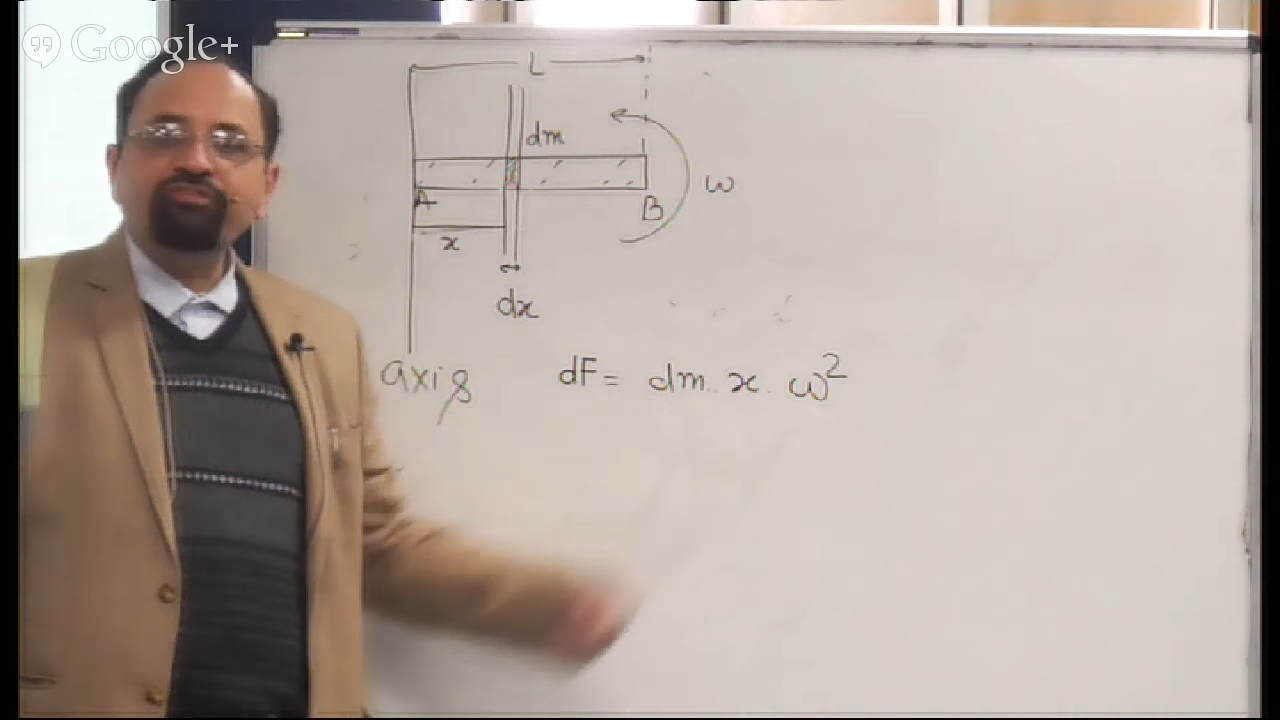 Google+
L
dm
A
B
ω
x
dx
axis
dF = dm. x. ω²